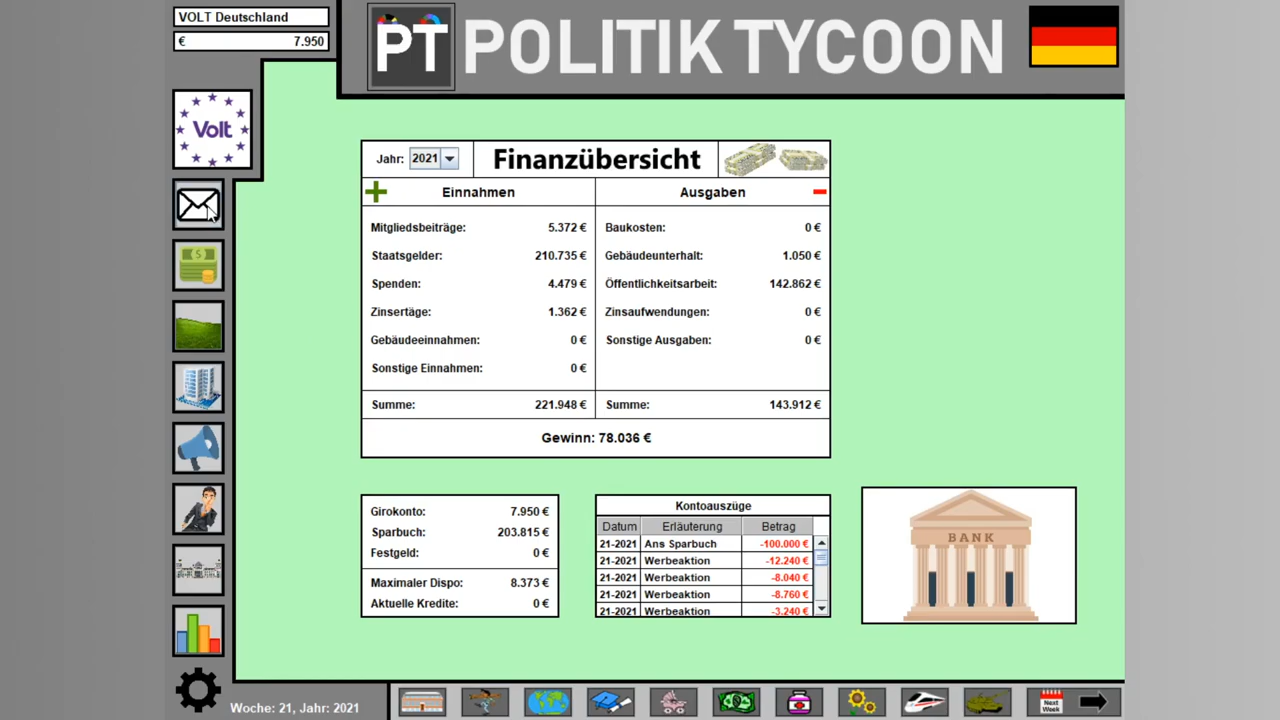 VOLT Deutschland
€ 7.950
PT POLITIK TYCOON
Volt
Jahr: 2021 Finanzübersicht
Einnahmen Ausgaben
Mitgliedsbeiträge: 5.372 € Baukosten: 0 €
Staatsgelder: 210.735 € Gebäudeunterhalt: 1.050 €
Spenden: 4.479 € Öffentlichkeitsarbeit: 142.862 €
Zinsertäge: 1.362 € Zinsaufwendungen: 0 €
Gebäudeeinnahmen: 0 € Sonstige Ausgaben: 0 €
Sonstige Einnahmen: 0 €
Summe: 221.948 € Summe: 143.912 €
Gewinn: 78.036 €
Girokonto: 7.950 €
Sparbuch: 203.815 €
Festgeld: 0 €
Maximaler Dispo: 8.373 €
Aktuelle Kredite: 0 €
Kontoauszüge
Datum Erläuterung Betrag
21-2021 Ans Sparbuch -100.000 €
21-2021 Werbeaktion -12.240 €
21-2021 Werbeaktion -8.040 €
21-2021 Werbeaktion -8.760 €
21-2021 Werbeaktion -3.240 €
BANK
Woche: 21, Jahr: 2021
Next
Week